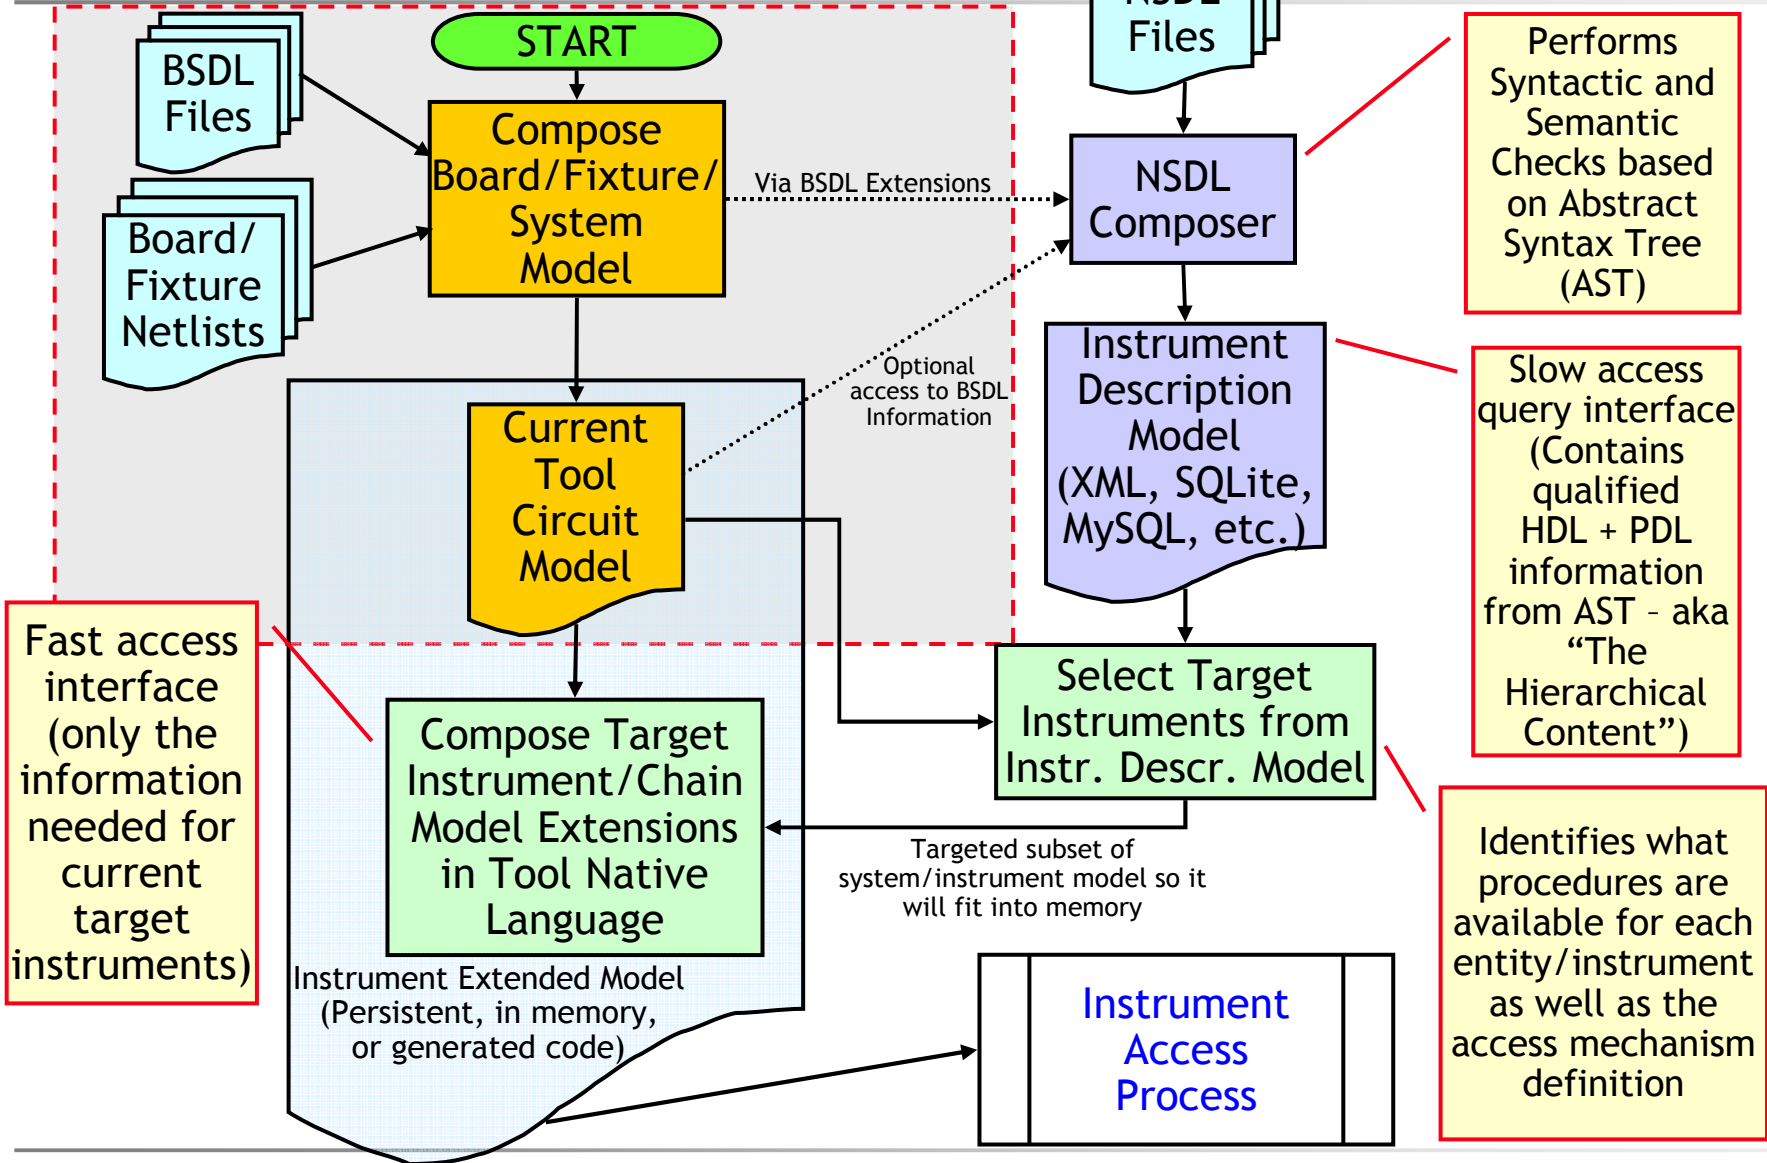 START
BSDL
Files
Board/
Fixture
Netlists
Compose
Board/Fixture/
System
Model
Via BSDL Extensions
NSDL
Files
NSDL
Composer
Performs
Syntactic and
Semantic
Checks based
on Abstract
Syntax Tree
(AST)
Optional
access to BSDL
Information
Current
Tool
Circuit
Model
Instrument
Description
Model
(XML, SQLite,
MySQL, etc.)
Slow access
query interface
(Contains
qualified
HDL + PDL
information
from AST – aka
“The
Hierarchical
Content”)
Fast access
interface
(only the
information
needed for
current
target
instruments)
Compose Target
Instrument/Chain
Model Extensions
in Tool Native
Language
Select Target
Instruments from
Instr. Descr. Model
Targeted subset of
system/instrument model so it
will fit into memory
Identifies what
procedures are
available for each
entity/instrument
as well as the
access mechanism
definition
Instrument Extended Model
(Persistent, in memory,
or generated code)
Instrument
Access
Process